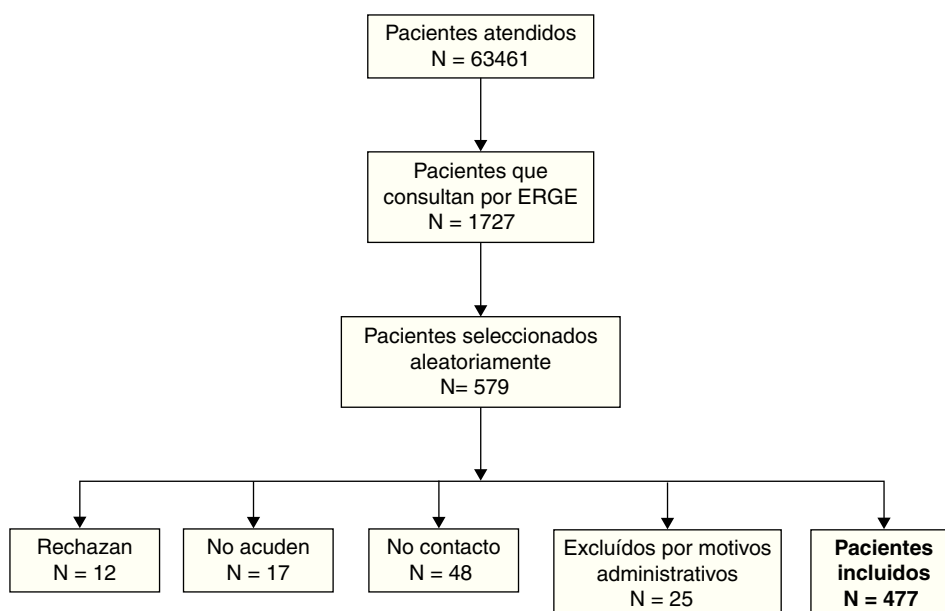 Pacientes atendidos
N = 63461
Pacientes que
consultan por ERGE
N = 1727
Pacientes seleccionados
aleatoriamente
N= 579
Rechazan
N = 12
No acuden
N = 17
No contacto
N = 48
Excluídos por motivos
administrativos
N = 25
Pacientes
incluidos
N = 477